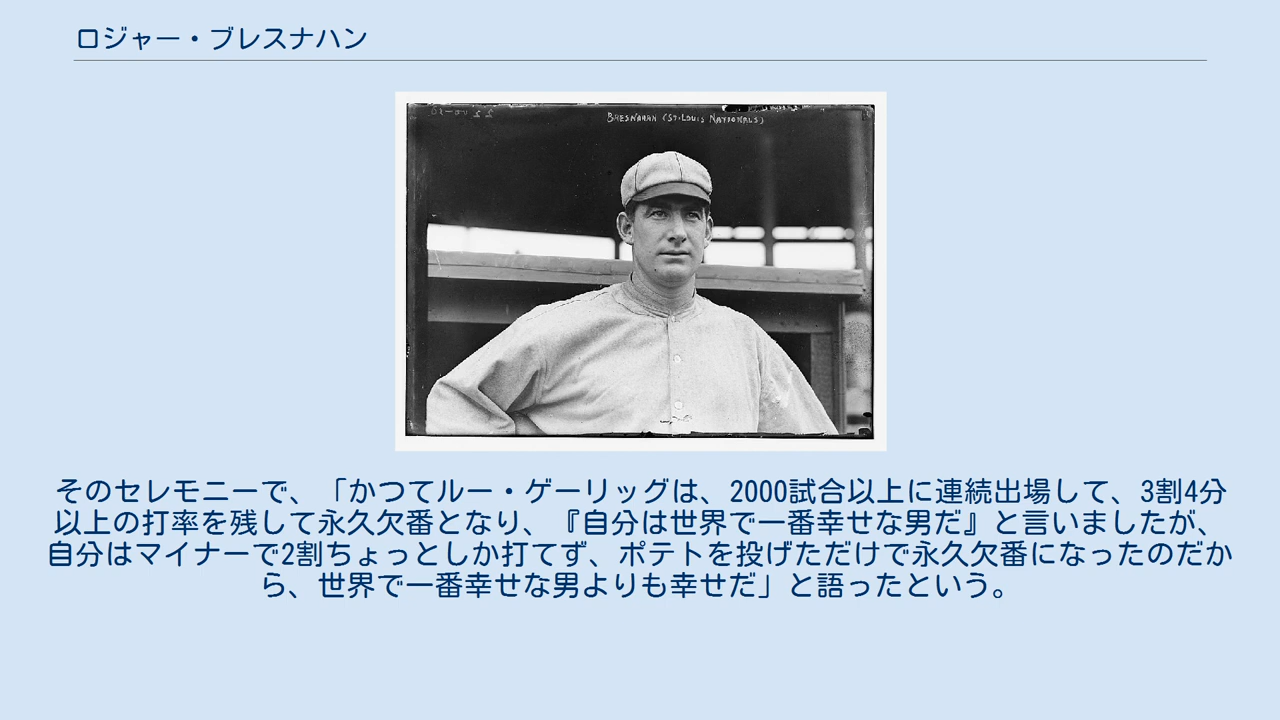 ロジャー・ブレスナハン
BRESNAHAN (ST. LOUIS NATIONALS)
そのセレモニーで、「かつてルー・ゲーリッグは、2000試合以上に連続出場して、3割4分
以上の打率を残して永久欠番となり、『自分は世界で一番幸せな男だ』と言いましたが、
自分はマイナーで2割ちょっとしか打てず、ポテトを投げただけで永久欠番になったのだか
ら、世界で一番幸せな男よりも幸せだ」と語ったという。